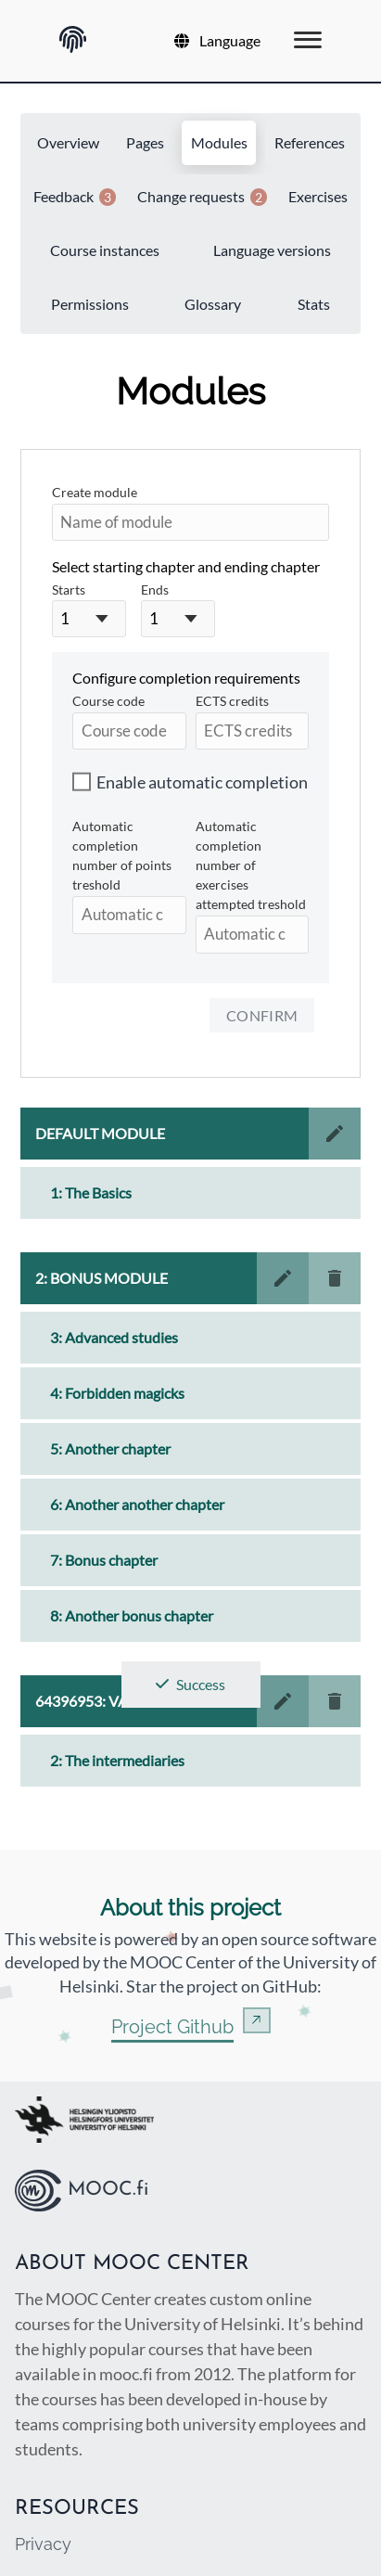 Language
Overview Pages Modules References
Feedback 3 Change requests 2 Exercises
Course instances Language versions
Permissions Glossary Stats
Modules
Create module
Name of module
Select starting chapter and ending chapter
Starts Ends
1 1
Configure completion requirements
Course code ECTS credits
Course code ECTS credits
Enable automatic completion
Automatic
completion
number of points
treshold
Automatic c
Automatic
completion
number of
exercises
attempted treshold
Automatic c
CONFIRM
DEFAULT MODULE
1: The Basics
2: BONUS MODULE
3: Advanced studies
4: Forbidden magicks
5: Another chapter
6: Another another chapter
7: Bonus chapter
8: Another bonus chapter
64396953:
Success
2: The intermediaries
About this project
This website is powered by an open source software
developed by the MOOC Center of the University of
Helsinki. Star the project on GitHub:
Project Github
HELSINGIN YLIOPISTO
HELSINGFORS UNIVERSITET
UNIVERSITY OF HELSINKI
MOOC.fi
ABOUT MOOC CENTER
The MOOC Center creates custom online
courses for the University of Helsinki. It’s behind
the highly popular courses that have been
available in mooc.fi from 2012. The platform for
the courses has been developed in-house by
teams comprising both university employees and
students.
RESOURCES
Privacy